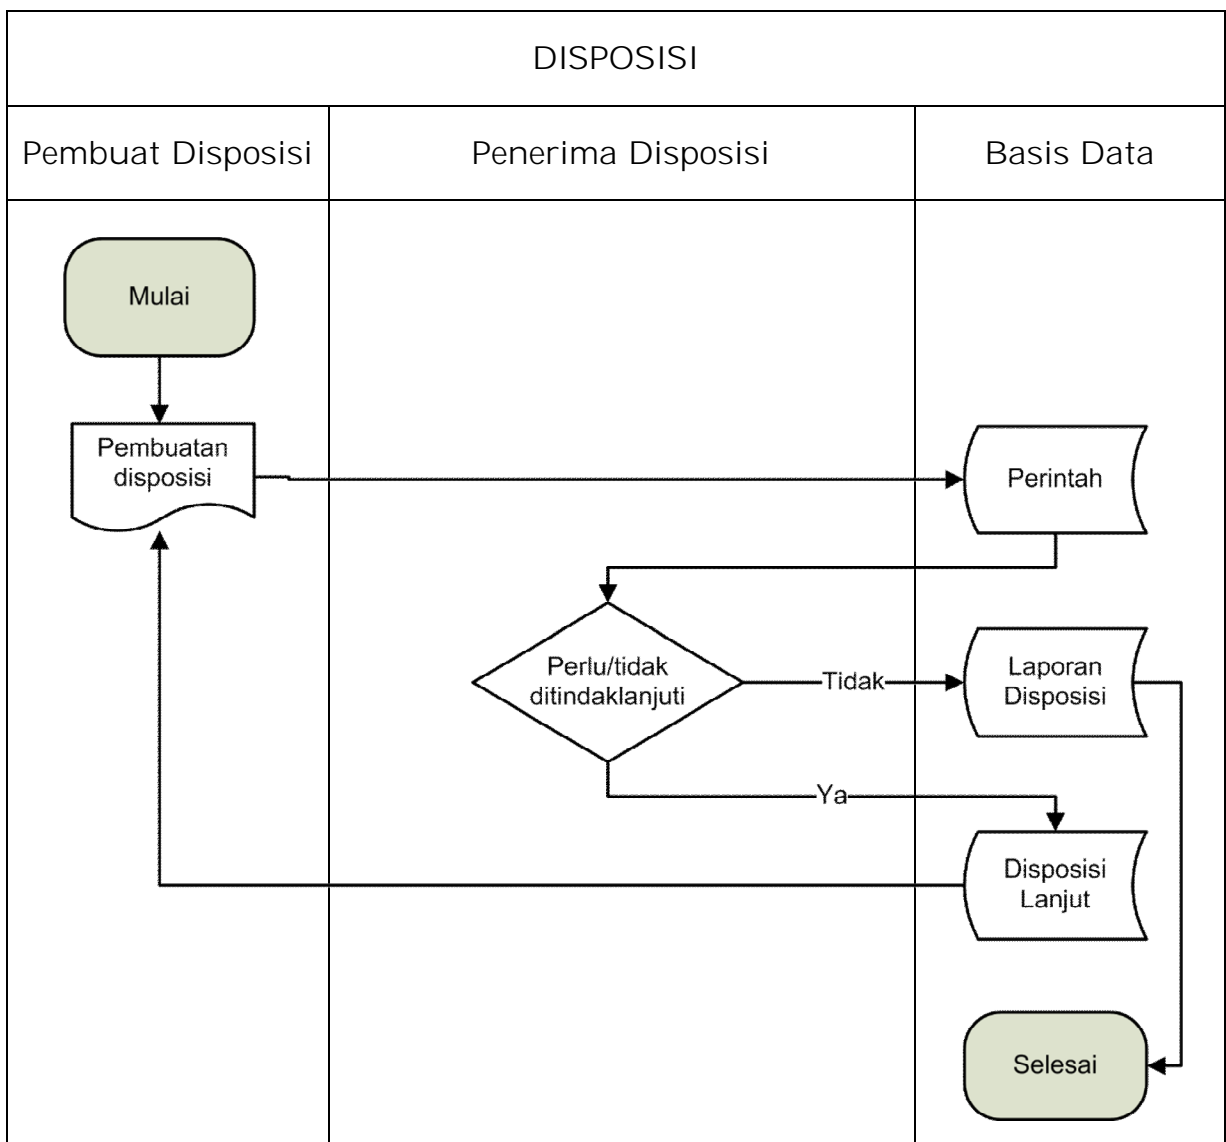 DISPOSISI
Pembuat Disposisi
Penerima Disposisi
Basis Data
Mulai
Pembuatan
disposisi
Perintah
Perlu/tidak
ditindaklanjuti
Tidak
Laporan
Disposisi
Ya
Disposisi
Lanjut
Selesai